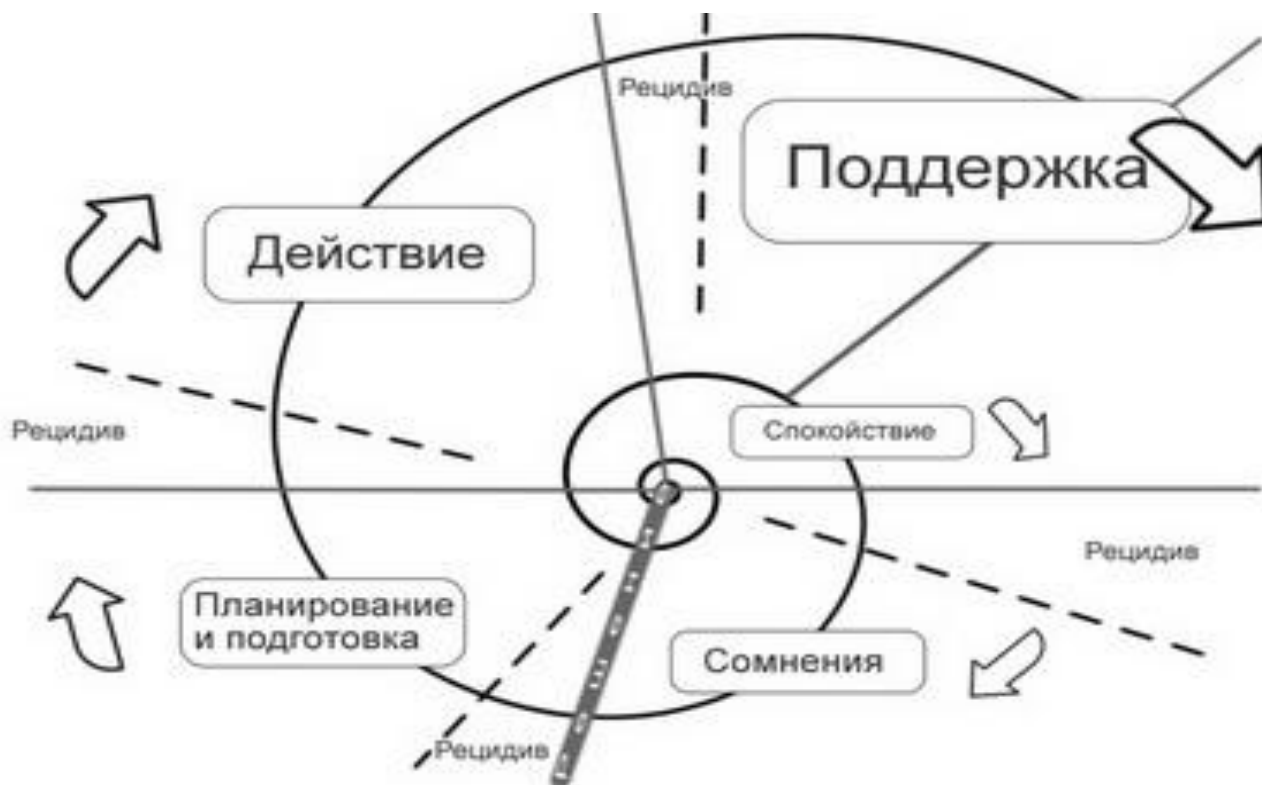 Рецидив
Поддержка
Действие
Рецидив
Спокойствие
Рецидив
Планирование
и подготовка
Сомнения
Рецидив